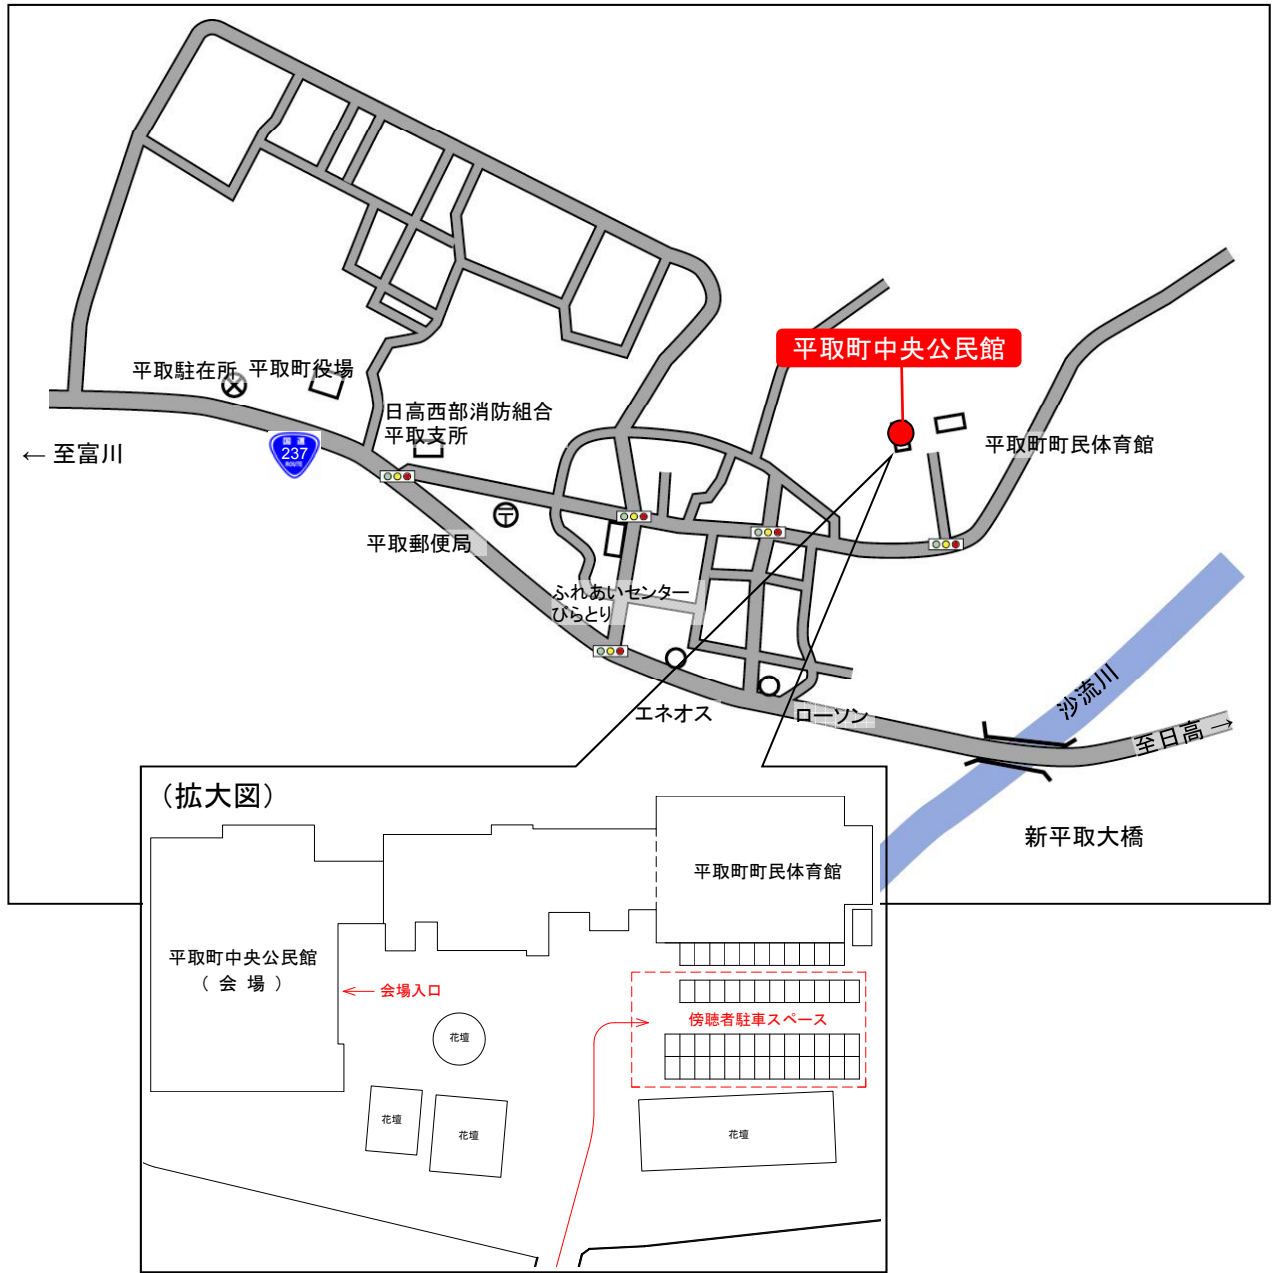 平取町中央公民館
平取駐在所
平取町役場
日高西部消防組合
平取支所
平取町町民体育館
← 至富川
国道
237
ROUTE
〒
平取郵便局
ふれあいセンター
びらとり
エネオス
ローソン
沙流川
至日高 →
新平取大橋
（拡大図）
平取町町民体育館
平取町中央公民館
（ 会 場 ）
← 会場入口
傍聴者駐車スペース
花壇
花壇
花壇
花壇